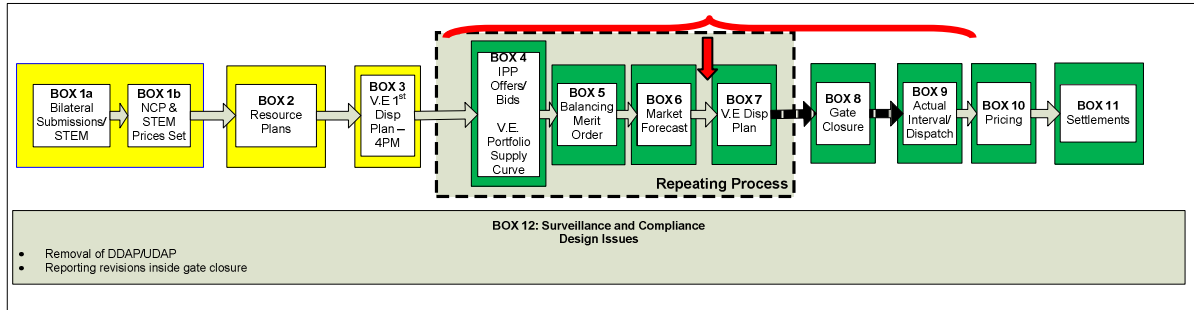 BOX 1a
Bilateral
Submissions/
STEM
BOX 1b
NCP &
STEM
Prices Set
BOX 2
Resource
Plans
BOX 3
V.E 1st
Disp
Plan –
4PM
BOX 4
IPP
Offers/
Bids
V.E.
Portfolio
Supply
Curve
BOX 5
Balancing
Merit
Order
BOX 6
Market
Forecast
BOX 7
V.E Disp
Plan
Repeating Process
BOX 8
Gate
Closure
BOX 9
Actual
Interval/
Dispatch
BOX 10
Pricing
BOX 11
Settlements
BOX 12: Surveillance and Compliance
Design Issues
• Removal of DDAP/UDAP
• Reporting revisions inside gate closure